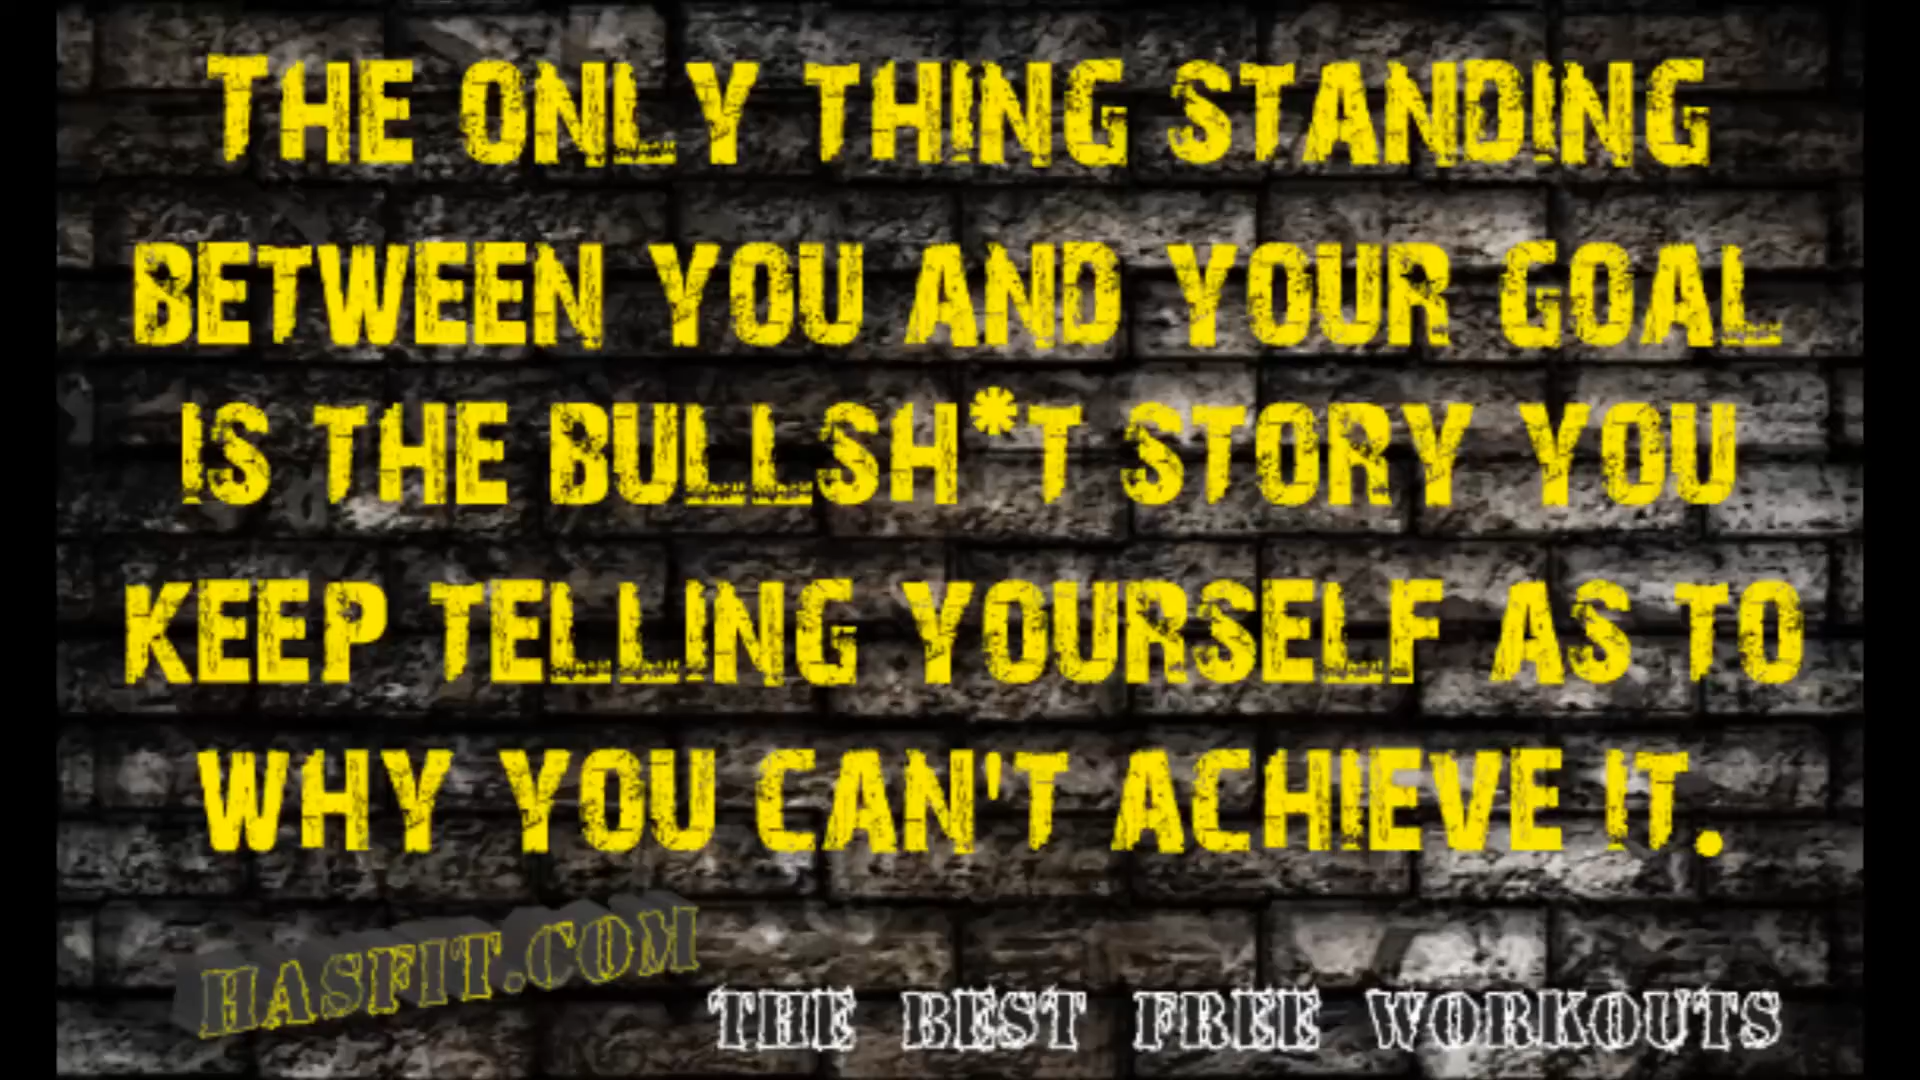 THE ONLY THING STANDING
BETWEEN YOU AND YOUR GOAL
IS THE BULLSH*T STORY YOU
KEEP TELLING YOURSELF AS TO
WHY YOU CAN'T ACHIEVE IT.
HASFIT.COM
THE BEST FREE WORKOUTS